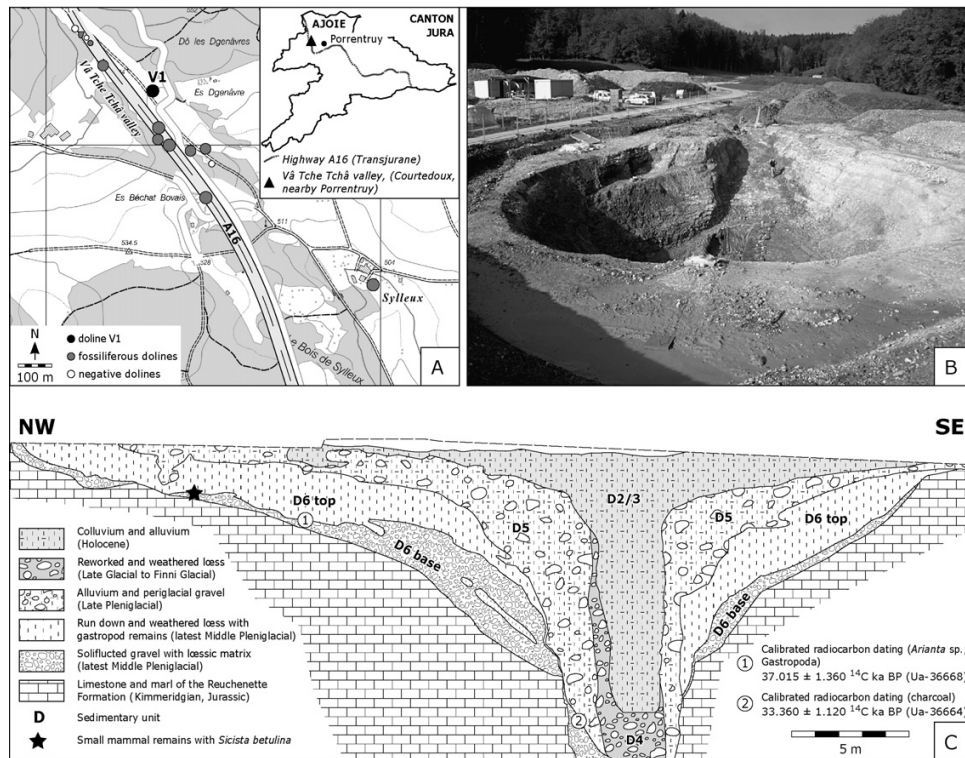 Dô les Dgenâvres
V1
Vâ Tche Tchâ valley
Es Dgenâvre
Es Béchat Bovais
A16
511
534.5
528
504
Sylleux
Le Bois de Sylleux
doline V1
fossiliferous dolines
negative dolines
N
100 m
A
AJOIE
CANTON
JURA
Porrentruy
Highway A16 (Transjurane)
Vâ Tche Tchâ valley, (Courtedoux,
nearby Porrentruy)
B
NW
SE
D6 top
D5
D2/3
D5
D6 top
1
D6 base
D6 base
2
D4
Colluvium and alluvium
(Holocene)
Reworked and weathered lœss
(Late Glacial to Finni Glacial)
Alluvium and periglacial gravel
(Late Pleniglacial)
Run down and weathered lœss with
gastropod remains (latest Middle Pleniglacial)
Soliflucted gravel with lœssic matrix
(latest Middle Pleniglacial)
Limestone and marl of the Reuchenette
Formation (Kimmeridgian, Jurassic)
D
Sedimentary unit
Small mammal remains with Sicista betulina
1
Calibrated radiocarbon dating (Arianta sp.,
Gastropoda)
37.015 ± 1.360 ¹⁴C ka BP (Ua-36668)
2
Calibrated radiocarbon dating (charcoal)
33.360 ± 1.120 ¹⁴C ka BP (Ua-36664)
5 m
C